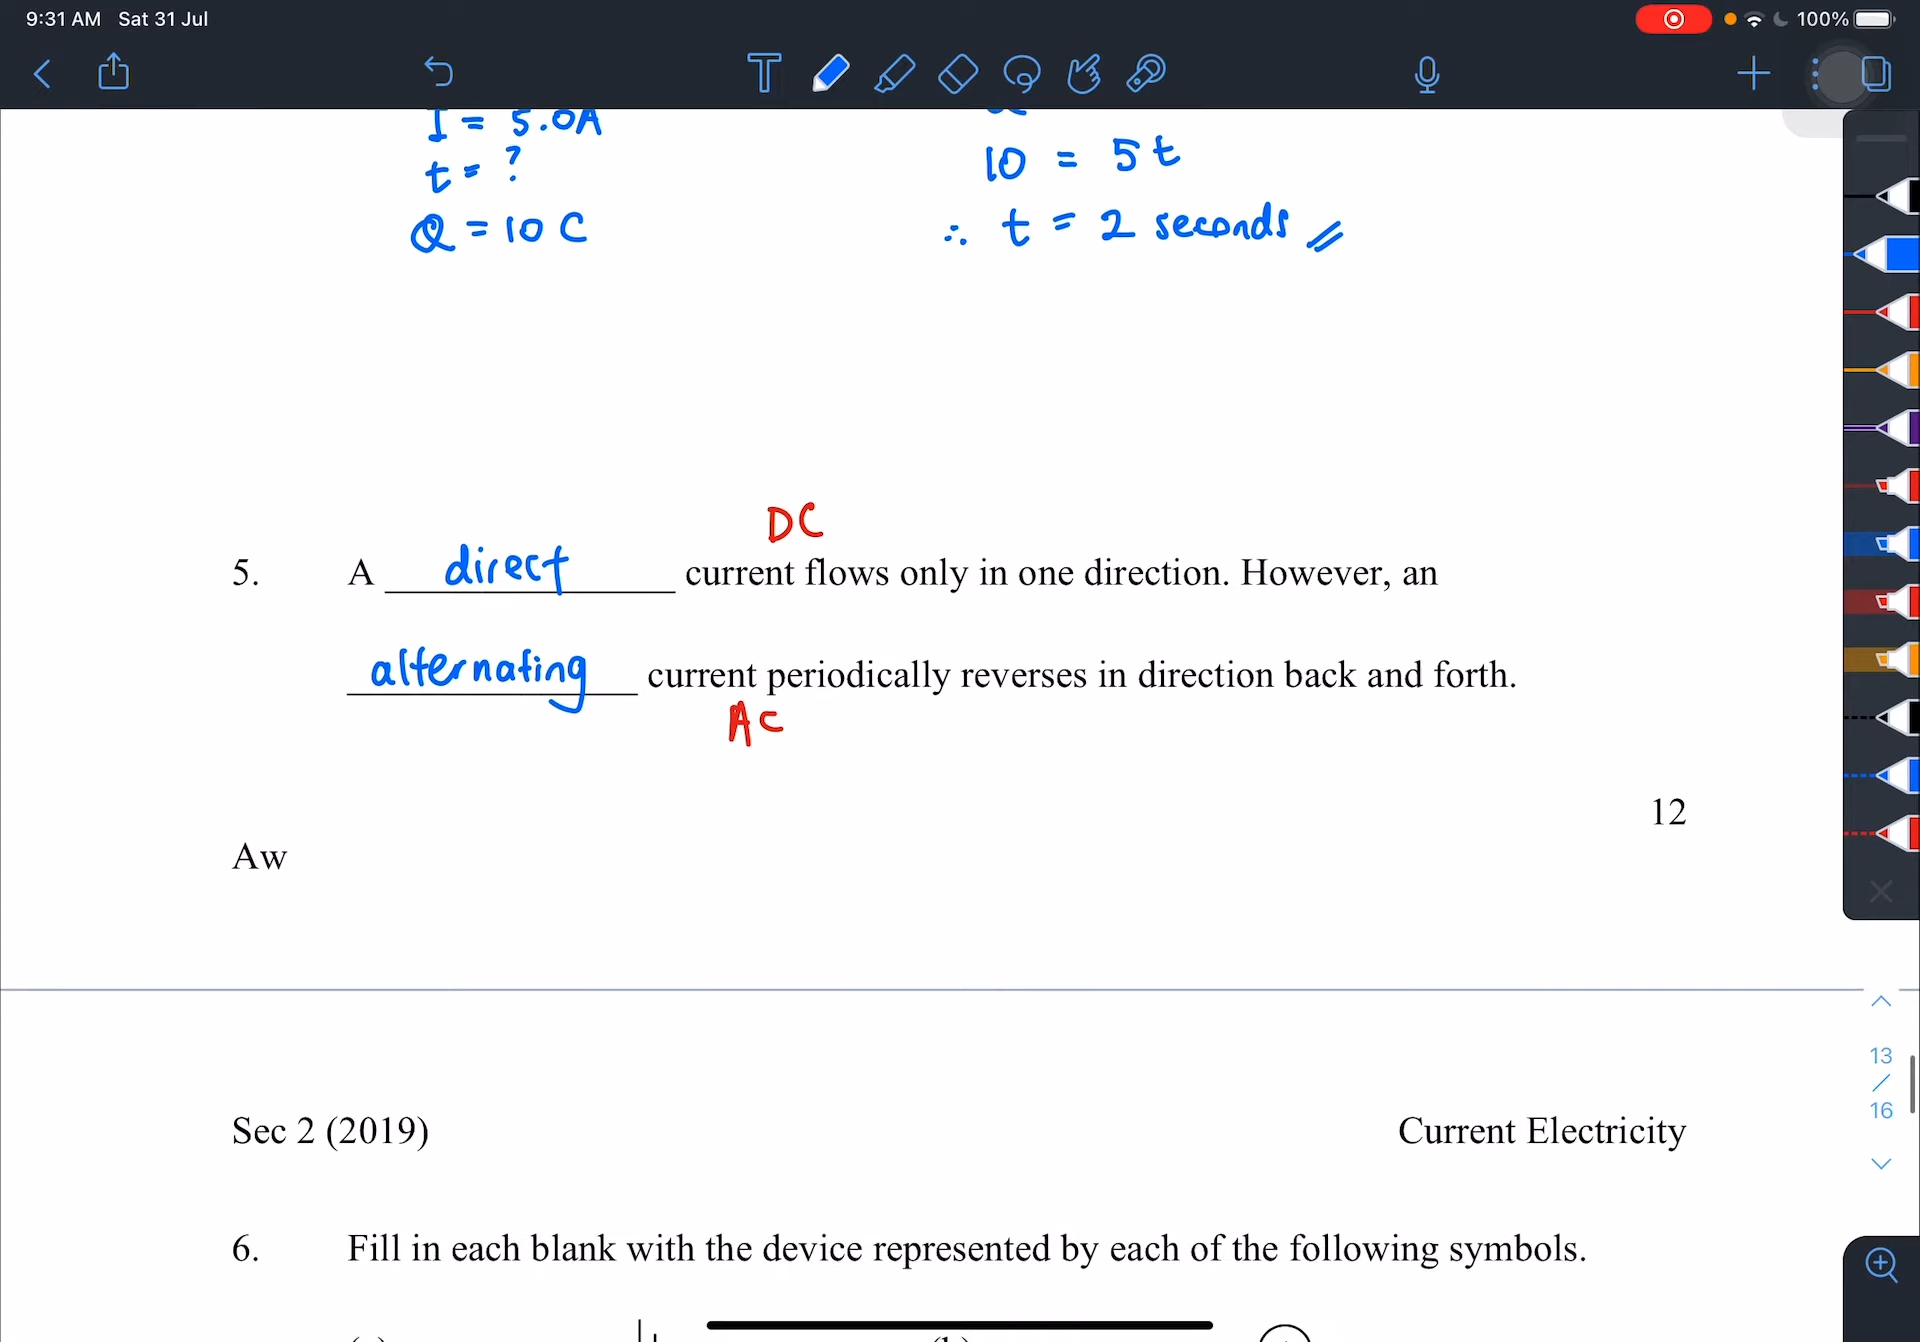 9:31 AM Sat 31 Jul
100%
I = 5.0A
t = ?
Q = 10 C
10 = 5t
∴ t = 2 seconds
DC
5. A direct current flows only in one direction. However, an
alternating current periodically reverses in direction back and forth.
AC
12
Aw
13
/
16
Sec 2 (2019) Current Electricity
6. Fill in each blank with the device represented by each of the following symbols.